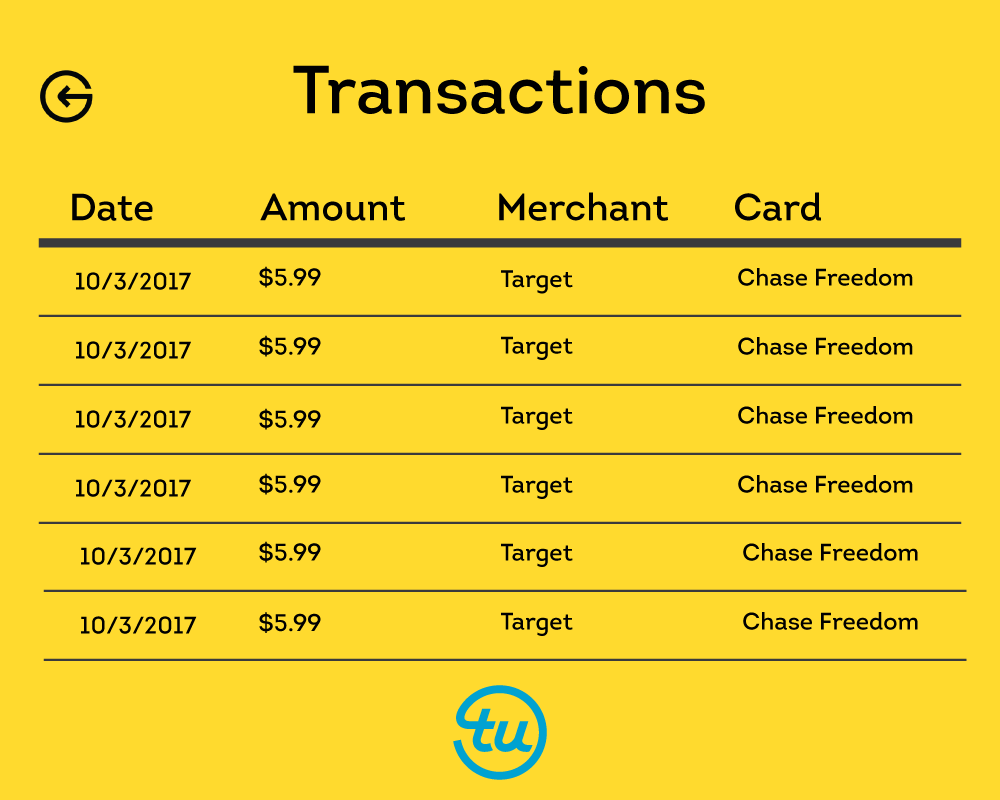 Transactions
Date Amount Merchant Card
10/3/2017 $5.99 Target Chase Freedom
10/3/2017 $5.99 Target Chase Freedom
10/3/2017 $5.99 Target Chase Freedom
10/3/2017 $5.99 Target Chase Freedom
10/3/2017 $5.99 Target Chase Freedom
10/3/2017 $5.99 Target Chase Freedom
tu